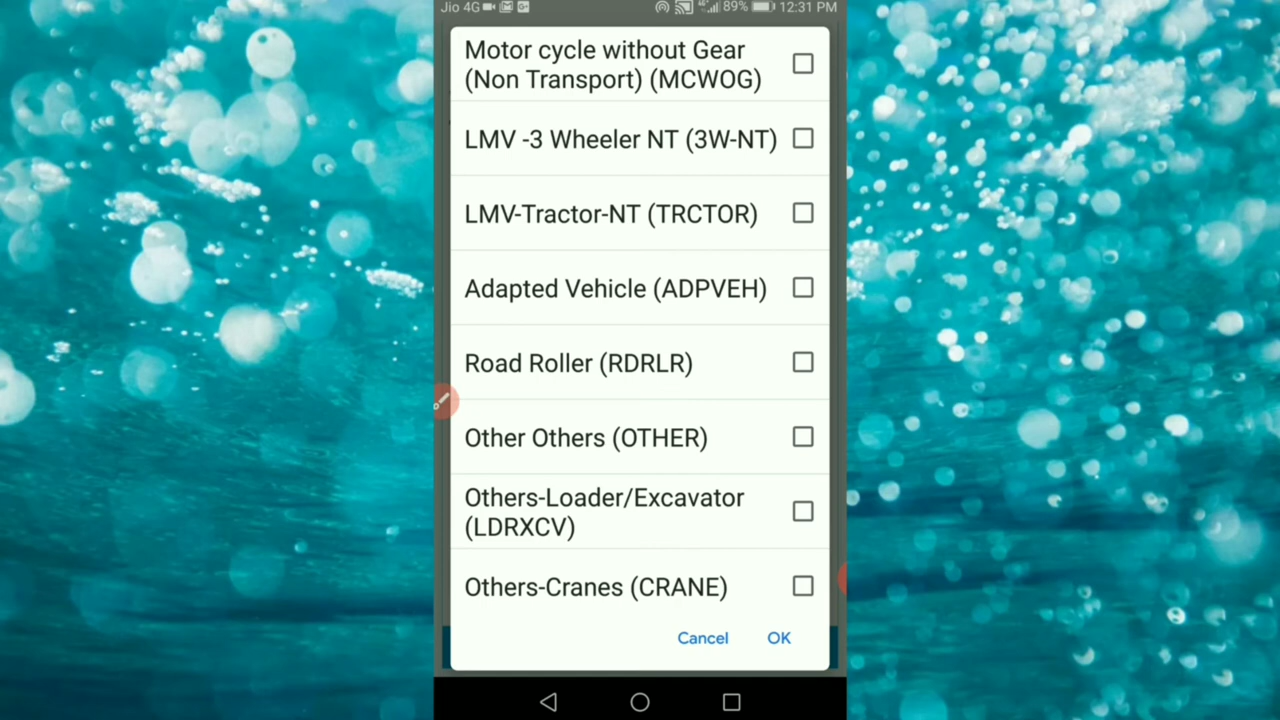 Jio 4G 89% 12:31 PM
Motor cycle without Gear
(Non Transport) (MCWOG)
LMV -3 Wheeler NT (3W-NT)
LMV-Tractor-NT (TRCTOR)
Adapted Vehicle (ADPVEH)
Road Roller (RDRLR)
Other Others (OTHER)
Others-Loader/Excavator
(LDRXCV)
Others-Cranes (CRANE)
Cancel OK